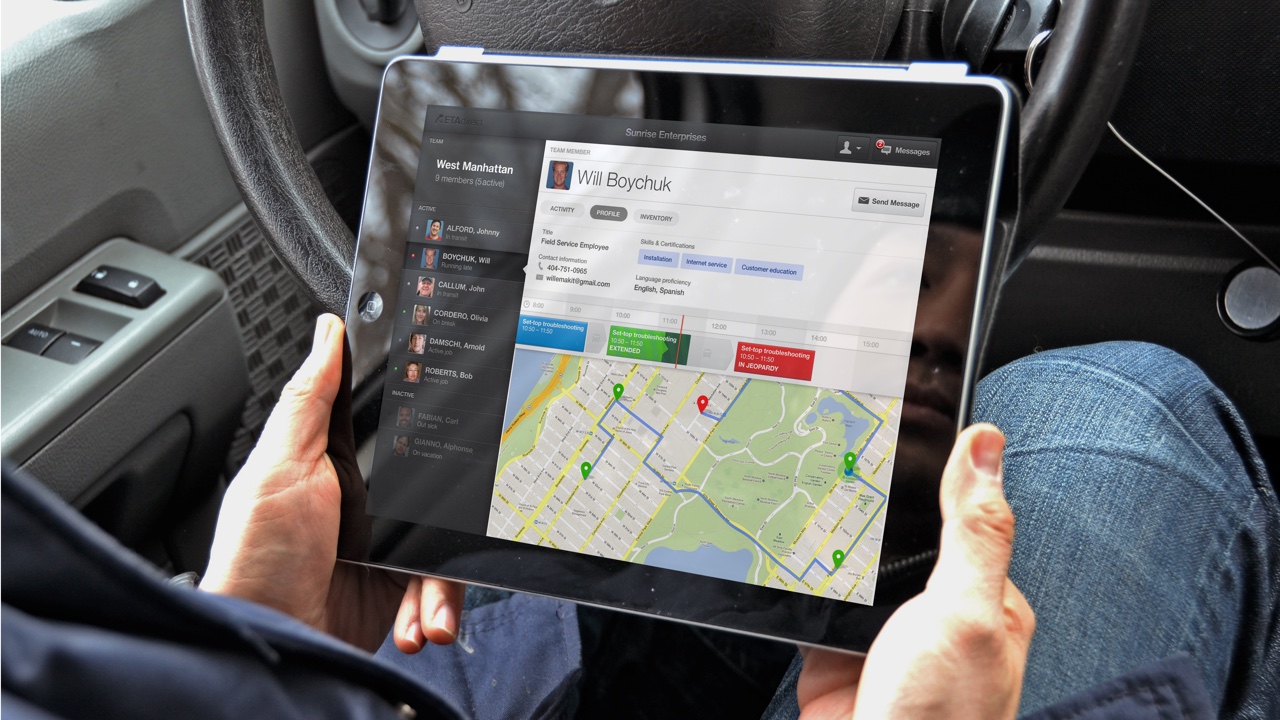 ETAdirect
Sunrise Enterprises
Messages
TEAM
West Manhattan
9 members (5active)
ACTIVE
ALFORD, Johnny
In transit
BOYCHUK, Will
Running late
CALLUM, John
In transit
CORDERO, Olivia
On break
DAMSCHI, Arnold
Active job
ROBERTS, Bob
Active job
INACTIVE
FABIAN, Carl
Out sick
GIANNO, Alphonse
On vacation
TEAM MEMBER
Will Boychuk
Send Message
ACTIVITY
PROFILE
INVENTORY
Title
Field Service Employee
Contact information
404-751-0965
willemakit@gmail.com
Skills & Certifications
Installation
Internet service
Customer education
Language proficiency
English, Spanish
8:00
9:00
10:00
11:00
12:00
13:00
14:00
15:00
Set-top troubleshooting
10:50 – 11:50
Set-top troubleshooting
10:50 – 11:50
EXTENDED
Set-top troubleshooting
10:50 – 11:50
IN JEOPARDY
AUTO